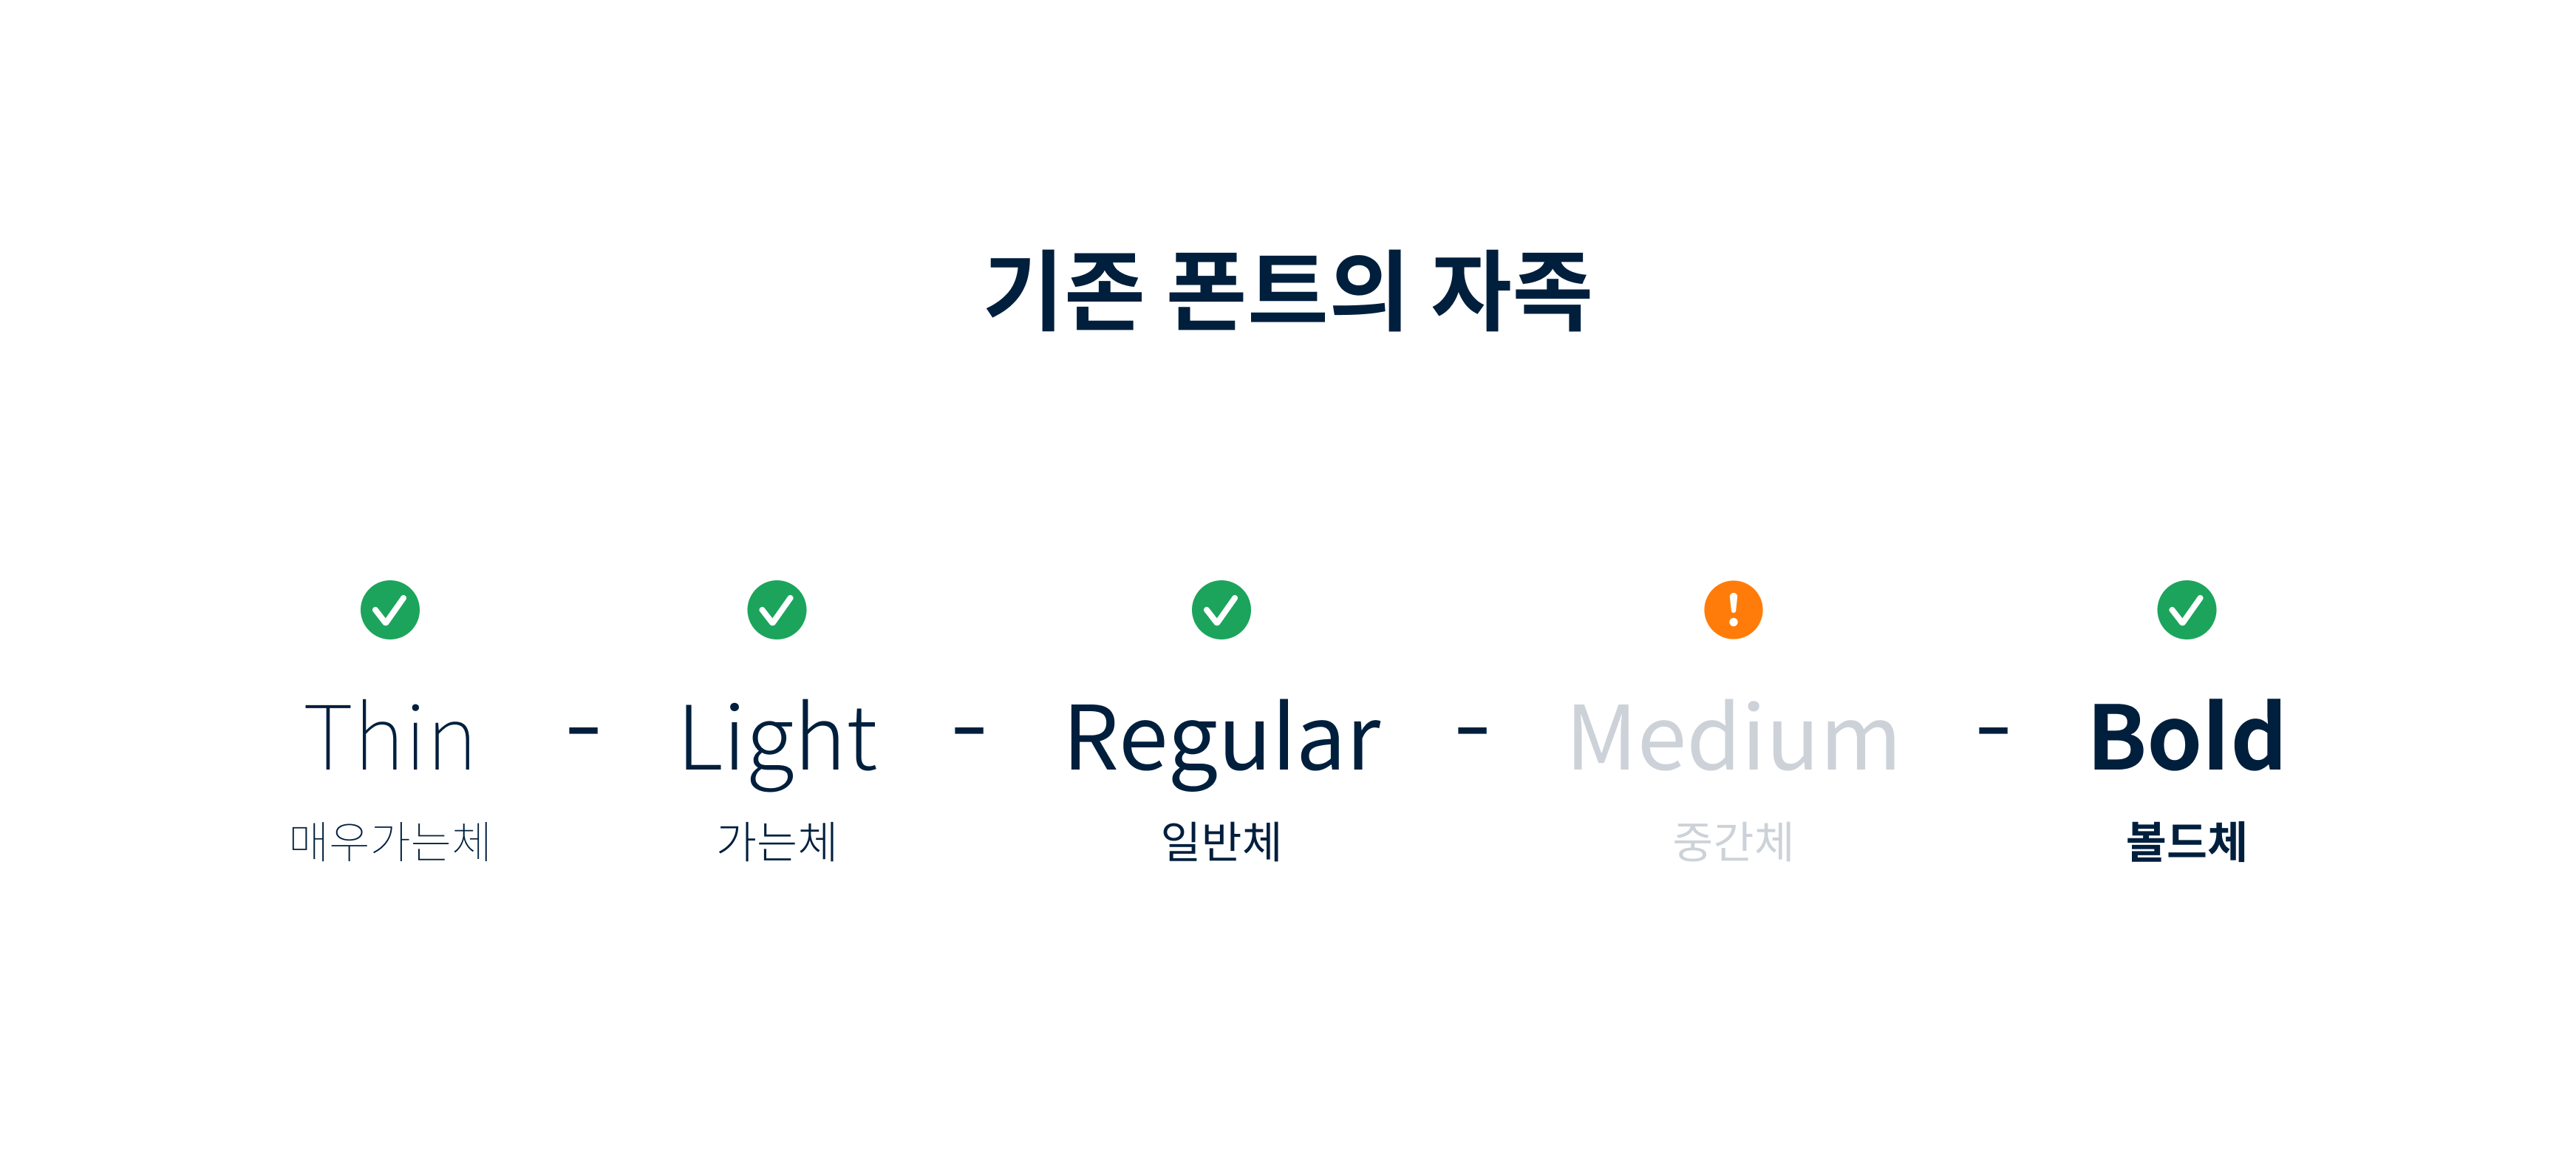 기존 폰트의 자족
Thin - Light - Regular - Medium - Bold
매우가는체 가는체 일반체 중간체 볼드체